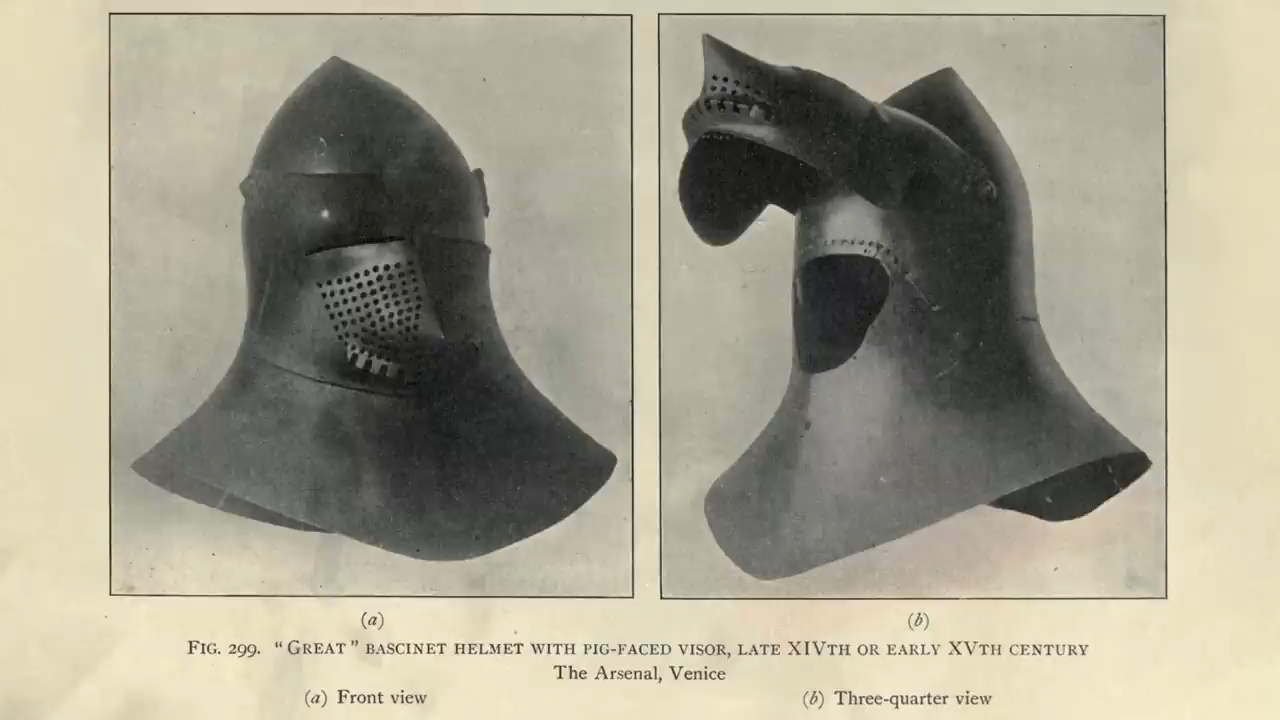 (a)
(b)
FIG. 299. "GREAT" BASCINET HELMET WITH PIG-FACED VISOR, LATE XIVTH OR EARLY XVTH CENTURY
The Arsenal, Venice
(a) Front view
(b) Three-quarter view